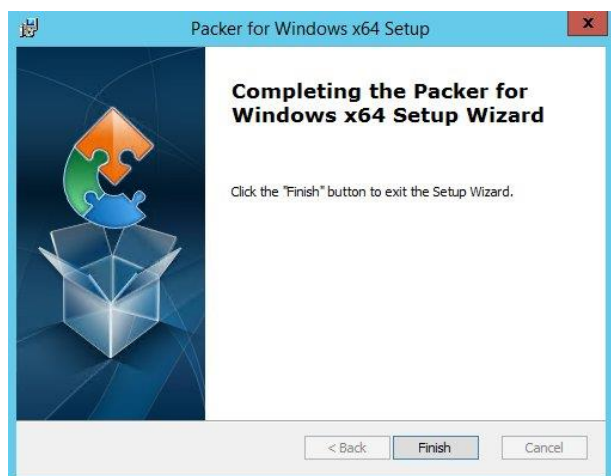 Packer for Windows x64 Setup
x
Completing the Packer for
Windows x64 Setup Wizard
Click the "Finish" button to exit the Setup Wizard.
< Back
Finish
Cancel